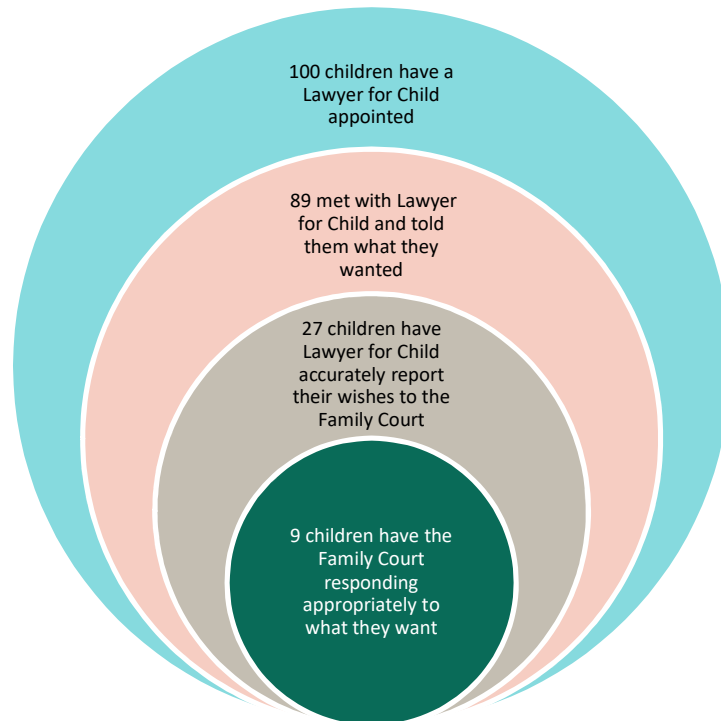 100 children have a
Lawyer for Child
appointed
89 met with Lawyer
for Child and told
them what they
wanted
27 children have
Lawyer for Child
accurately report
their wishes to the
Family Court
9 children have the
Family Court
responding
appropriately to
what they want